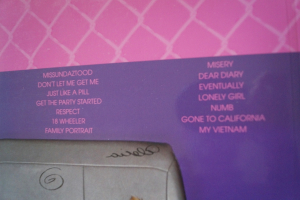 MISSUNDAZTOOD
DON'T LET ME GET ME
JUST LIKE A PILL
GET THE PARTY STARTED
RESPECT
18 WHEELER
FAMILY PORTRAIT
MISERY
DEAR DIARY
EVENTUALLY
LONELY GIRL
NUMB
GONE TO CALIFORNIA
MY VIETNAM